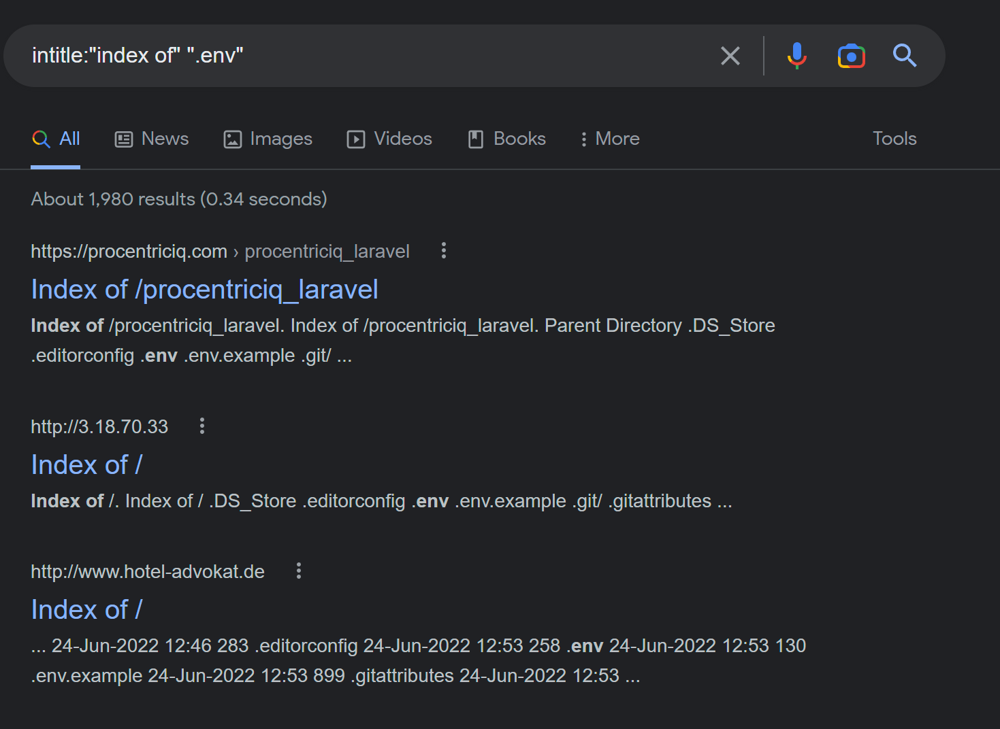 intitle:"index of" ".env"
All News Images Videos Books More Tools
About 1,980 results (0.34 seconds)
https://procentriciq.com › procentriciq_laravel
Index of /procentriciq_laravel
Index of /procentriciq_laravel. Index of /procentriciq_laravel. Parent Directory .DS_Store
.editorconfig .env .env.example .git/ ...
http://3.18.70.33
Index of /
Index of /. Index of / .DS_Store .editorconfig .env .env.example .git/ .gitattributes ...
http://www.hotel-advokat.de
Index of /
... 24-Jun-2022 12:46 283 .editorconfig 24-Jun-2022 12:53 258 .env 24-Jun-2022 12:53 130
.env.example 24-Jun-2022 12:53 899 .gitattributes 24-Jun-2022 12:53 ...